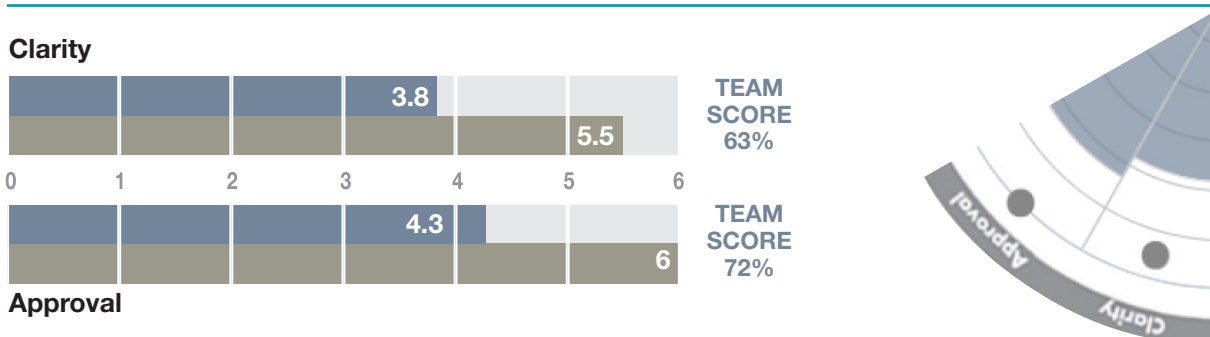 Clarity
3.8
5.5
TEAM
SCORE
63%
0 1 2 3 4 5 6
4.3
6
TEAM
SCORE
72%
Approval
Approval
Clarity